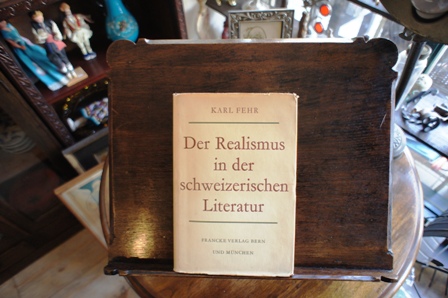 KARL FEHR
Der Realismus
in der
schweizerischen
Literatur
FRANCKE VERLAG BERN
UND MÜNCHEN